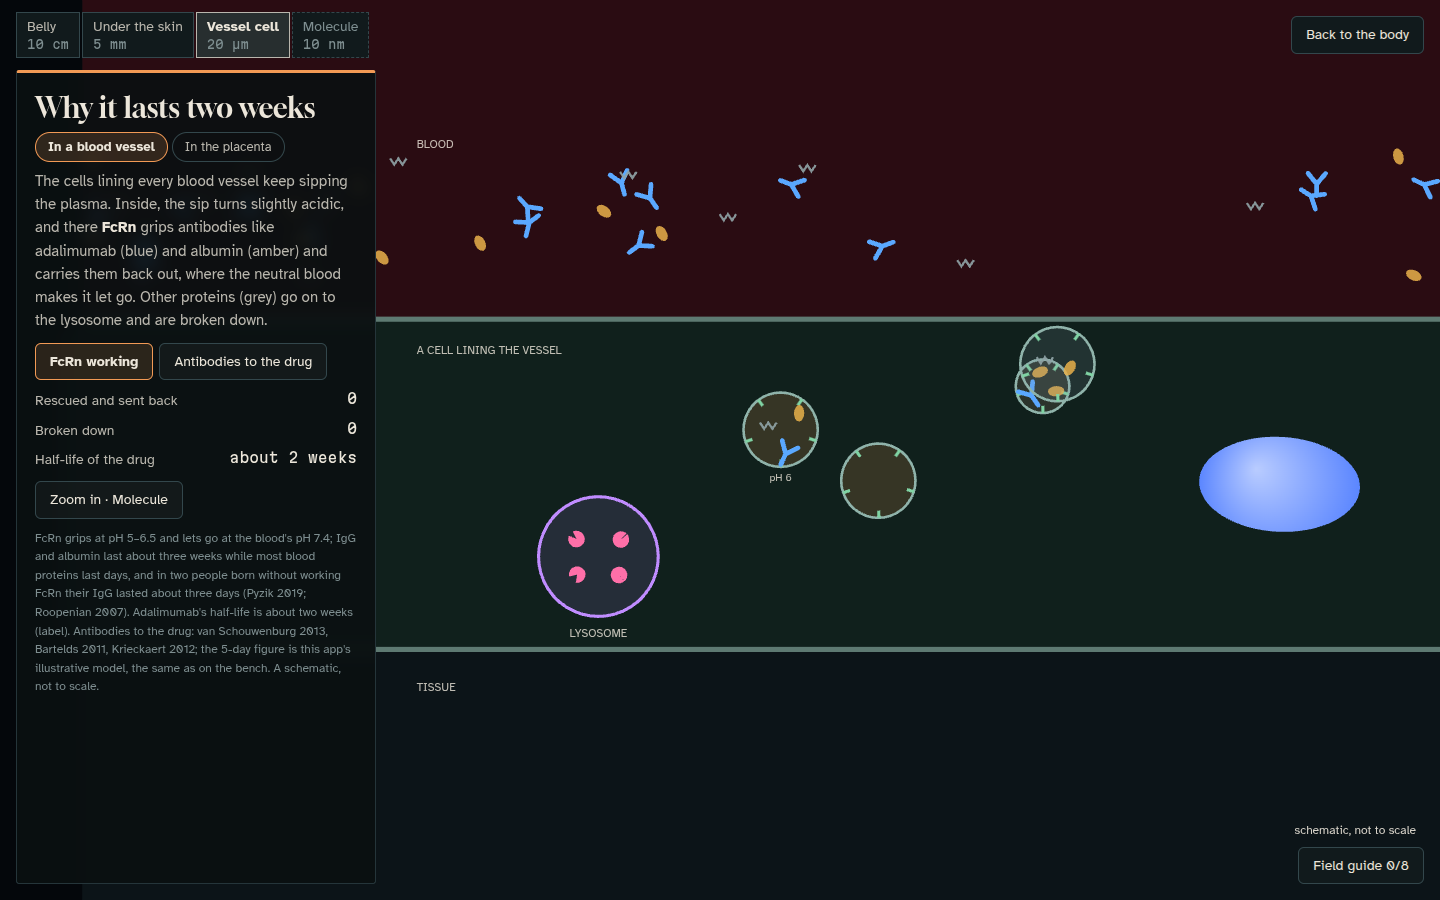 Belly
10 cm
Under the skin
5 mm
Vessel cell
20 µm
Molecule
10 nm
Back to the body
Why it lasts two weeks
In a blood vessel
In the placenta
The cells lining every blood vessel keep sipping
the plasma. Inside, the sip turns slightly acidic,
and there FcRn grips antibodies like
adalimumab (blue) and albumin (amber) and
carries them back out, where the neutral blood
makes it let go. Other proteins (grey) go on to
the lysosome and are broken down.
FcRn working
Antibodies to the drug
Rescued and sent back 0
Broken down 0
Half-life of the drug about 2 weeks
Zoom in · Molecule
FcRn grips at pH 5–6.5 and lets go at the blood's pH 7.4; IgG
and albumin last about three weeks while most blood
proteins last days, and in two people born without working
FcRn their IgG lasted about three days (Pyzik 2019;
Roopenian 2007). Adalimumab's half-life is about two weeks
(label). Antibodies to the drug: van Schouwenburg 2013,
Bartelds 2011, Krieckaert 2012; the 5-day figure is this app's
illustrative model, the same as on the bench. A schematic,
not to scale.
BLOOD
A CELL LINING THE VESSEL
pH 6
LYSOSOME
TISSUE
schematic, not to scale
Field guide 0/8